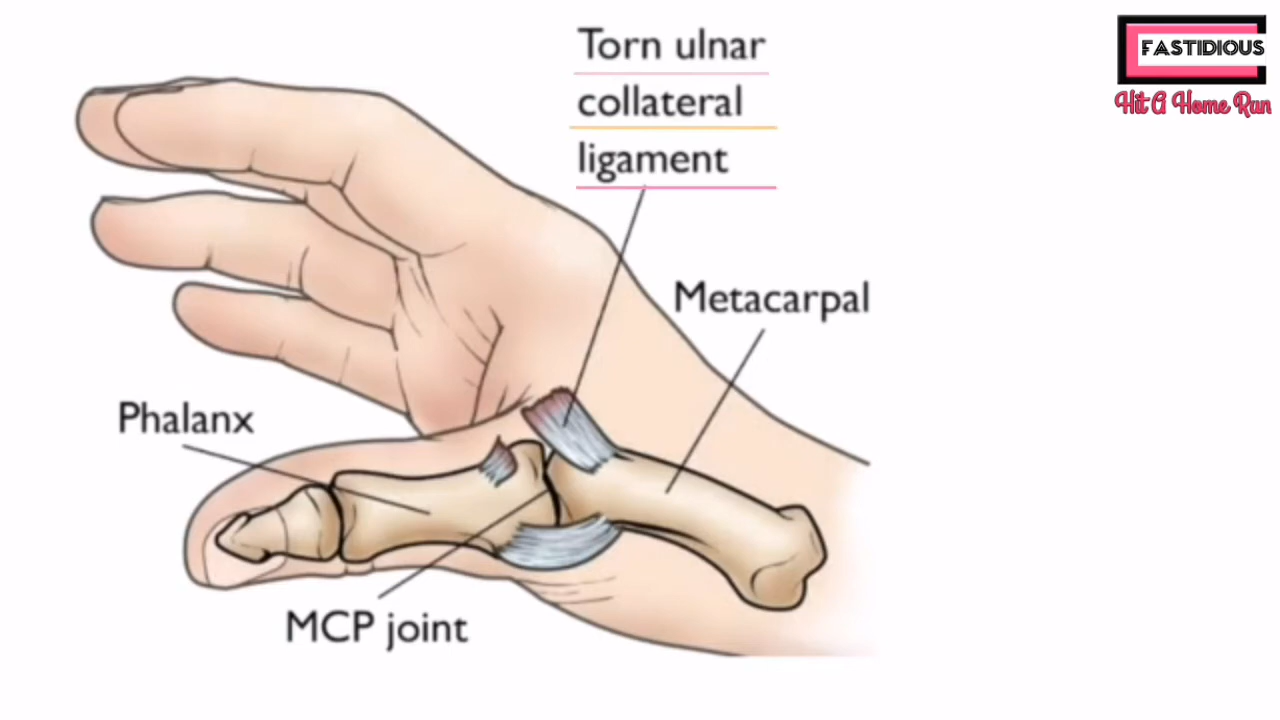 Torn ulnar
collateral
ligament
FASTIDIOUS
Hit A Home Run
Metacarpal
Phalanx
MCP joint